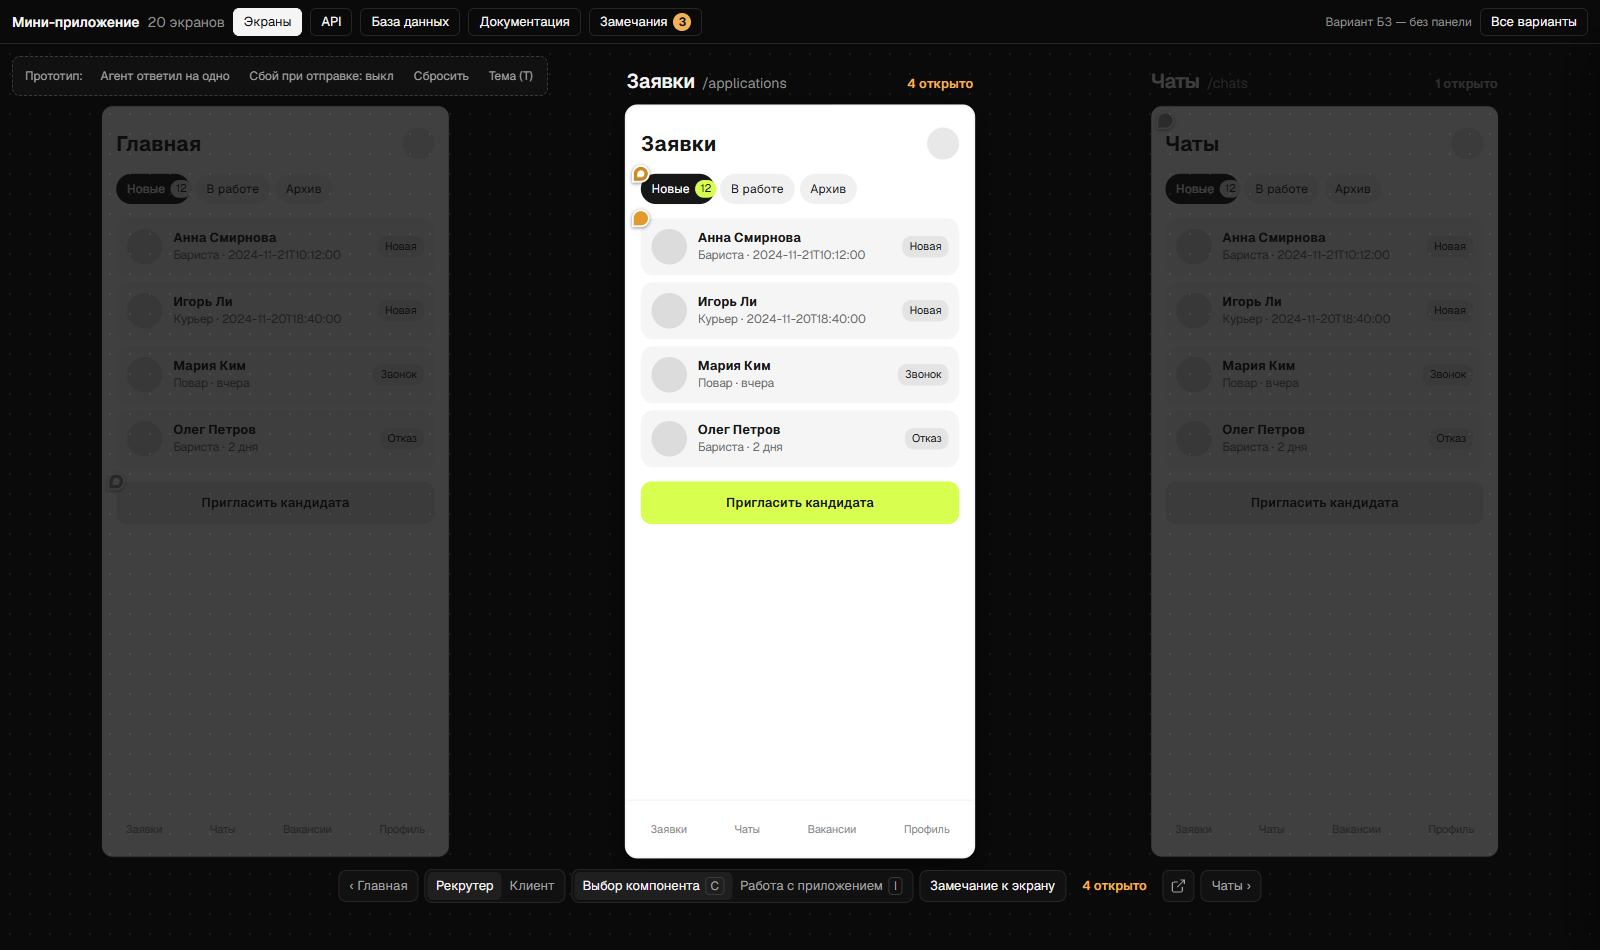 Мини-приложение 20 экранов Экраны API База данных Документация Замечания 3 Вариант Б3 — без панели Все варианты
Прототип: Агент ответил на одно Сбой при отправке: выкл Сбросить Тема (T)
Заявки /applications 4 открыто
Чаты /chats 1 открыто
Главная
Новые 12 В работе Архив
Анна Смирнова
Бариста · 2024-11-21T10:12:00
Новая
Игорь Ли
Курьер · 2024-11-20T18:40:00
Новая
Мария Ким
Повар · вчера
Звонок
Олег Петров
Бариста · 2 дня
Отказ
Пригласить кандидата
Заявки Чаты Вакансии Профиль
Заявки
Новые 12 В работе Архив
Анна Смирнова
Бариста · 2024-11-21T10:12:00
Новая
Игорь Ли
Курьер · 2024-11-20T18:40:00
Новая
Мария Ким
Повар · вчера
Звонок
Олег Петров
Бариста · 2 дня
Отказ
Пригласить кандидата
Заявки Чаты Вакансии Профиль
Чаты
Новые 12 В работе Архив
Анна Смирнова
Бариста · 2024-11-21T10:12:00
Новая
Игорь Ли
Курьер · 2024-11-20T18:40:00
Новая
Мария Ким
Повар · вчера
Звонок
Олег Петров
Бариста · 2 дня
Отказ
Пригласить кандидата
Заявки Чаты Вакансии Профиль
‹ Главная Рекрутер Клиент Выбор компонента C Работа с приложением I Замечание к экрану 4 открыто Чаты ›